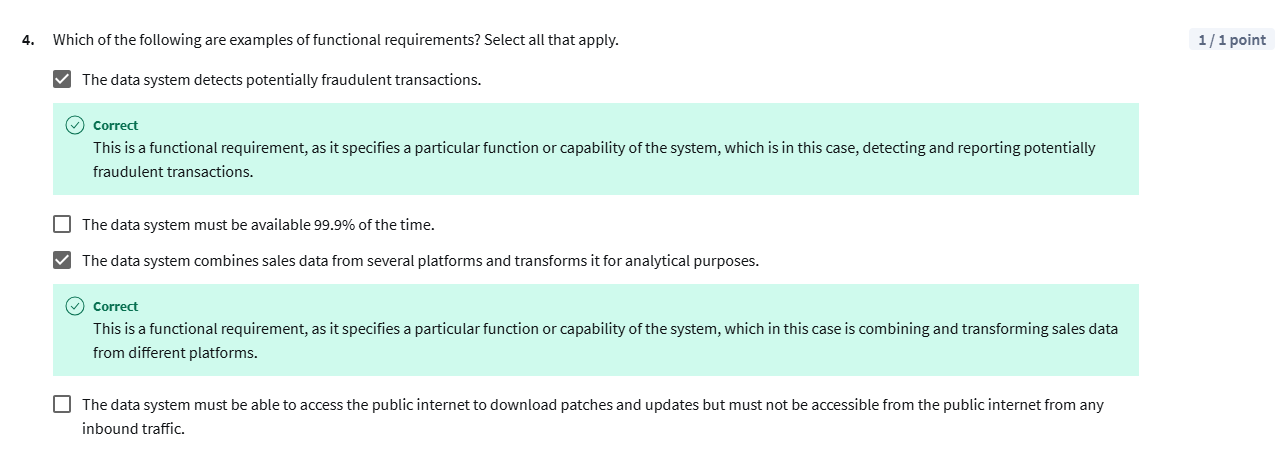 4. Which of the following are examples of functional requirements? Select all that apply.
1 / 1 point
The data system detects potentially fraudulent transactions.
Correct
This is a functional requirement, as it specifies a particular function or capability of the system, which is in this case, detecting and reporting potentially
fraudulent transactions.
The data system must be available 99.9% of the time.
The data system combines sales data from several platforms and transforms it for analytical purposes.
Correct
This is a functional requirement, as it specifies a particular function or capability of the system, which in this case is combining and transforming sales data
from different platforms.
The data system must be able to access the public internet to download patches and updates but must not be accessible from the public internet from any
inbound traffic.